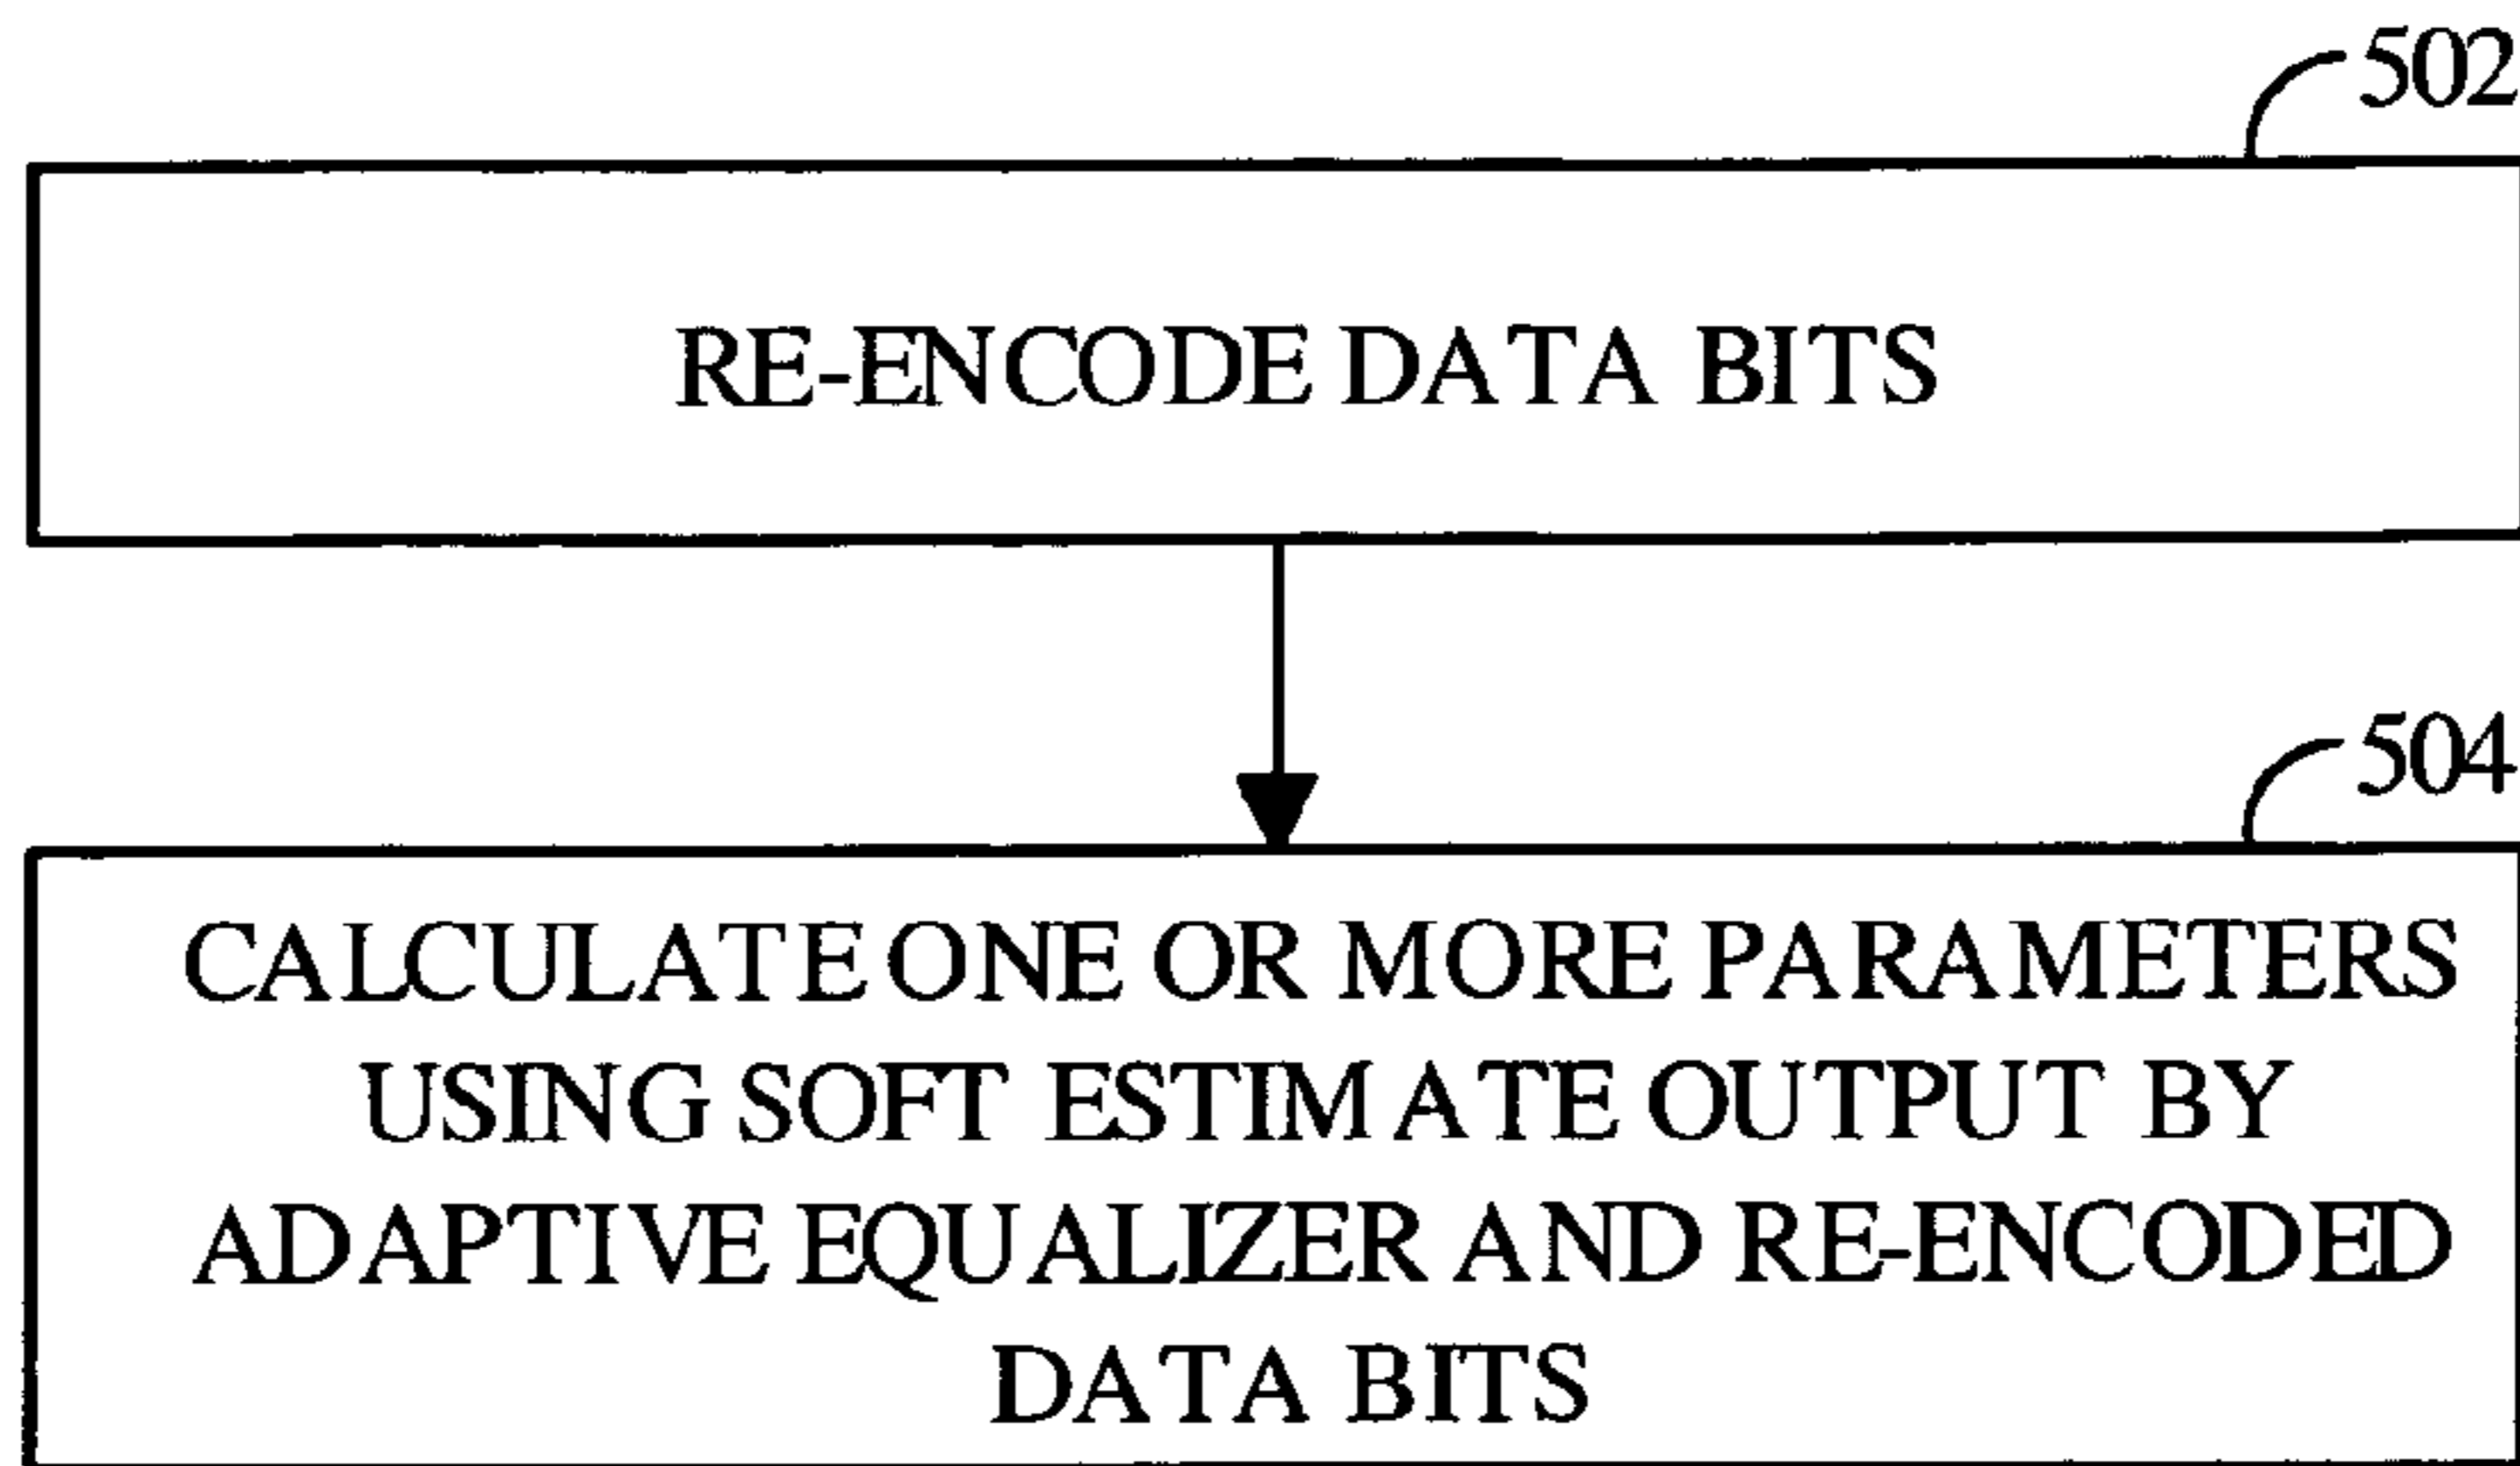 502
RE-ENCODE DATA BITS
504
CALCULATE ONE OR MORE PARAMETERS
USING SOFT ESTIMATE OUTPUT BY
ADAPTIVE EQUALIZER AND RE-ENCODED
DATA BITS